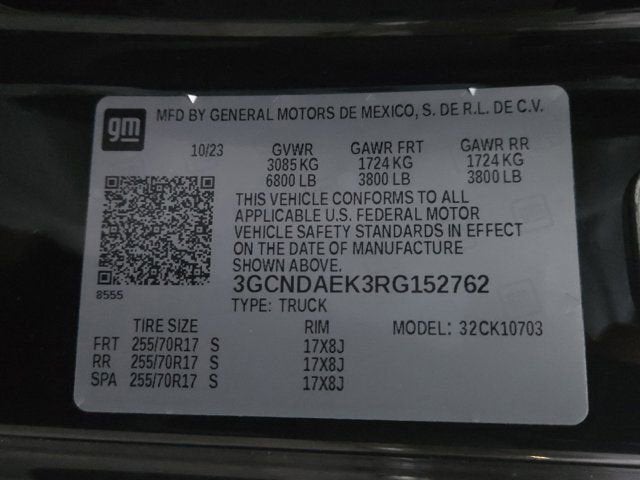 gm
MFD BY GENERAL MOTORS DE MEXICO, S. DE R.L. DE C.V.
10/23 GVWR GAWR FRT GAWR RR
3085 KG 1724 KG 1724 KG
6800 LB 3800 LB 3800 LB
THIS VEHICLE CONFORMS TO ALL
APPLICABLE U.S. FEDERAL MOTOR
VEHICLE SAFETY STANDARDS IN EFFECT
ON THE DATE OF MANUFACTURE
SHOWN ABOVE.
8555
3GCNDAEK3RG152762
TYPE: TRUCK
TIRE SIZE RIM MODEL: 32CK10703
FRT 255/70R17 S 17X8J
RR 255/70R17 S 17X8J
SPA 255/70R17 S 17X8J